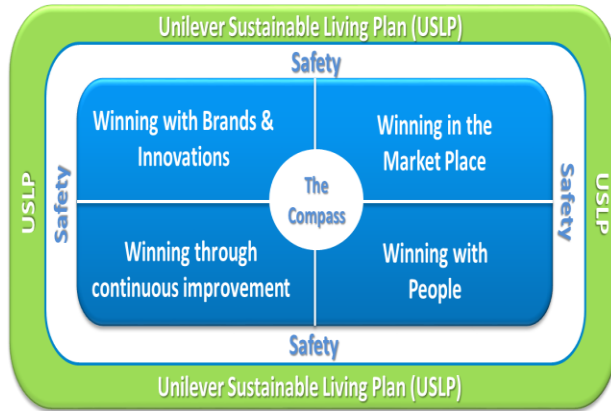 Unilever Sustainable Living Plan (USLP)
Safety
Winning with Brands &
Innovations
Winning in the
Market Place
USLP
Safety
The
Compass
Safety
USLP
Winning through
continuous improvement
Winning with
People
Safety
Unilever Sustainable Living Plan (USLP)